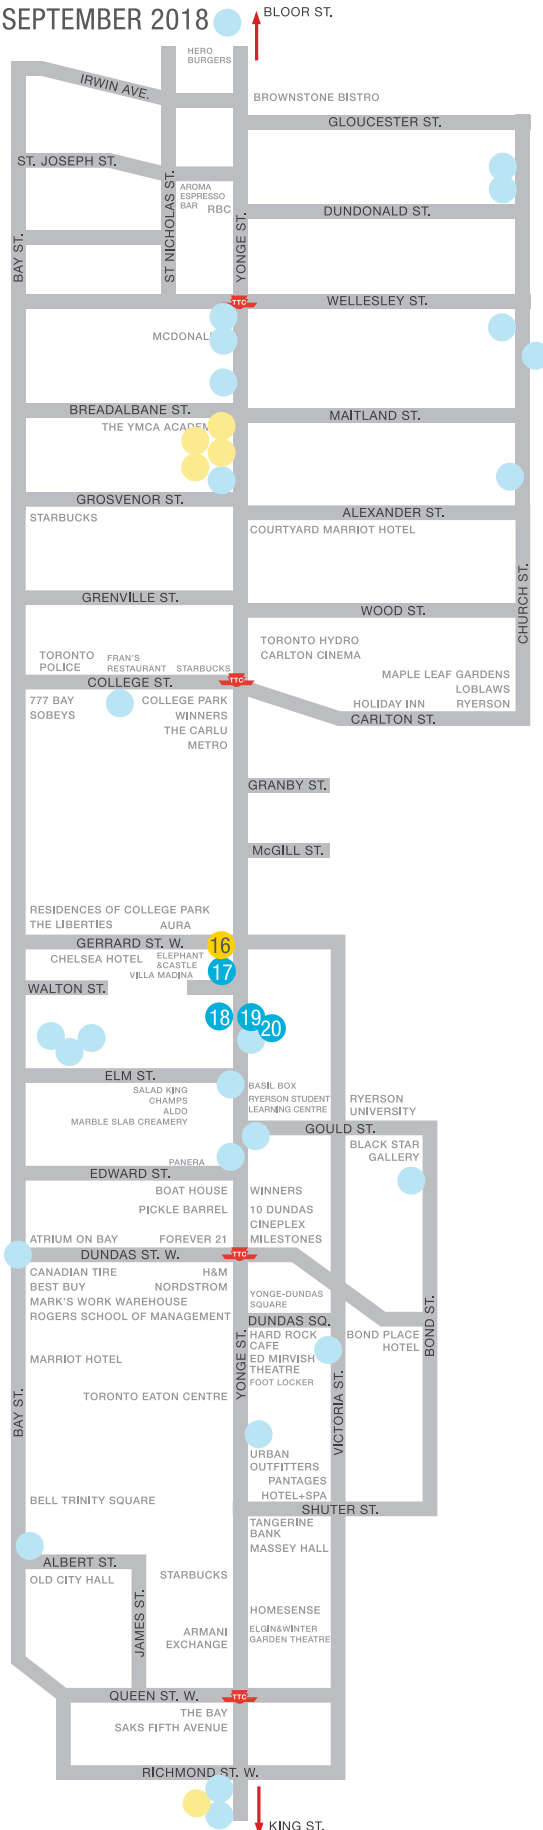 SEPTEMBER 2018
BLOOR ST.
HERO
BURGERS
IRWIN AVE.
BROWNSTONE BISTRO
GLOUCESTER ST.
ST. JOSEPH ST.
ST NICHOLAS ST.
AROMA
ESPRESSO
BAR
RBC
DUNDONALD ST.
BAY ST.
YONGE ST.
TTC
WELLESLEY ST.
BREADALBANE ST.
MAITLAND ST.
THE YMCA
GROSVENOR ST.
STARBUCKS
ALEXANDER ST.
COURTYARD MARRIOT HOTEL
CHURCH ST.
GRENVILLE ST.
WOOD ST.
TORONTO HYDRO
CARLTON CINEMA
TORONTO
POLICE
FRAN'S
RESTAURANT
STARBUCKS
COLLEGE ST.
TTC
MAPLE LEAF GARDENS
LOBLAWS
RYERSON
HOLIDAY INN
CARLTON ST.
777 BAY
SOBEYS
COLLEGE PARK
WINNERS
THE CARLU
METRO
GRANBY ST.
McGILL ST.
RESIDENCES OF COLLEGE PARK
THE LIBERTIES
AURA
GERRARD ST. W.
16
CHELSEA HOTEL
ELEPHANT
&CASTLE
VILLA MADINA
17
WALTON ST.
18
19
20
ELM ST.
SALAD KING
CHAMPS
ALDO
MARBLE SLAB CREAMERY
BASIL BOX
RYERSON STUDENT
LEARNING CENTRE
RYERSON
UNIVERSITY
GOULD ST.
BLACK STAR
GALLERY
PANERA
EDWARD ST.
BOAT HOUSE
PICKLE BARREL
WINNERS
10 DUNDAS
CINEPLEX
MILESTONES
ATRIUM ON BAY
FOREVER 21
DUNDAS ST. W.
TTC
CANADIAN TIRE
BEST BUY
MARK'S WORK WAREHOUSE
ROGERS SCHOOL OF MANAGEMENT
H&M
NORDSTROM
YONGE-DUNDAS
SQUARE
DUNDAS SQ.
HARD ROCK
CAFE
ED MIRVISH
THEATRE
FOOT LOCKER
BOND PLACE
HOTEL
BOND ST.
MARRIOT HOTEL
YONGE ST.
VICTORIA ST.
BAY ST.
TORONTO EATON CENTRE
URBAN
OUTFITTERS
PANTAGES
HOTEL+SPA
BELL TRINITY SQUARE
SHUTER ST.
TANGERINE
BANK
MASSEY HALL
ALBERT ST.
OLD CITY HALL
JAMES ST.
STARBUCKS
HOMESENSE
ARMANI
EXCHANGE
ELGIN&WINTER
GARDEN THEATRE
QUEEN ST. W.
TTC
THE BAY
SAKS FIFTH AVENUE
RICHMOND ST. W.
KING ST.